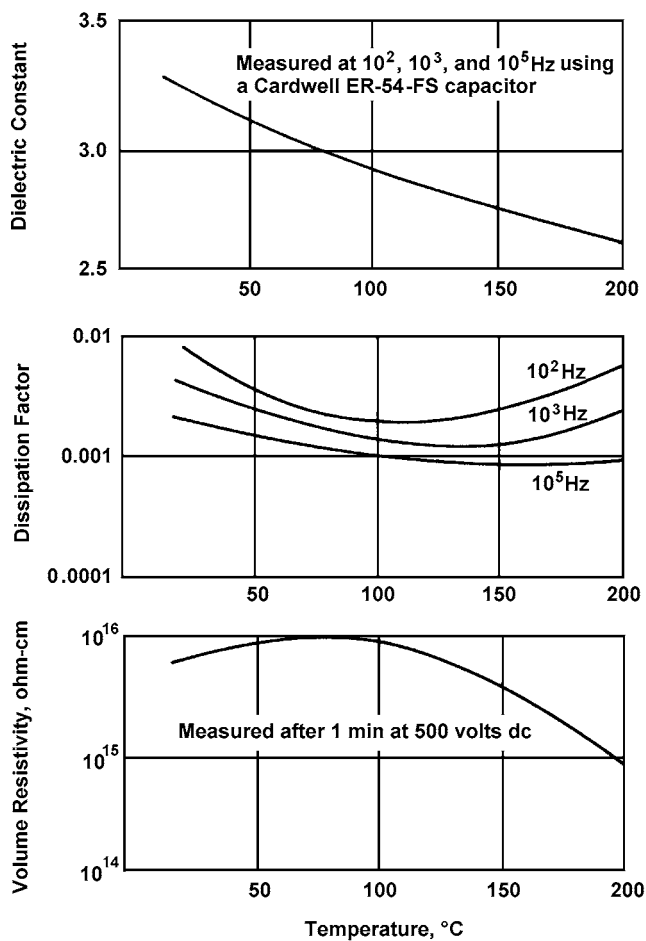 Dielectric Constant
3.5
3.0
2.5
Measured at 10², 10³, and 10⁵Hz using
a Cardwell ER-54-FS capacitor
50
100
150
200
Dissipation Factor
0.01
0.001
0.0001
10²Hz
10³Hz
10⁵Hz
50
100
150
200
Volume Resistivity, ohm-cm
10¹⁶
10¹⁵
10¹⁴
Measured after 1 min at 500 volts dc
50
100
150
200
Temperature, °C